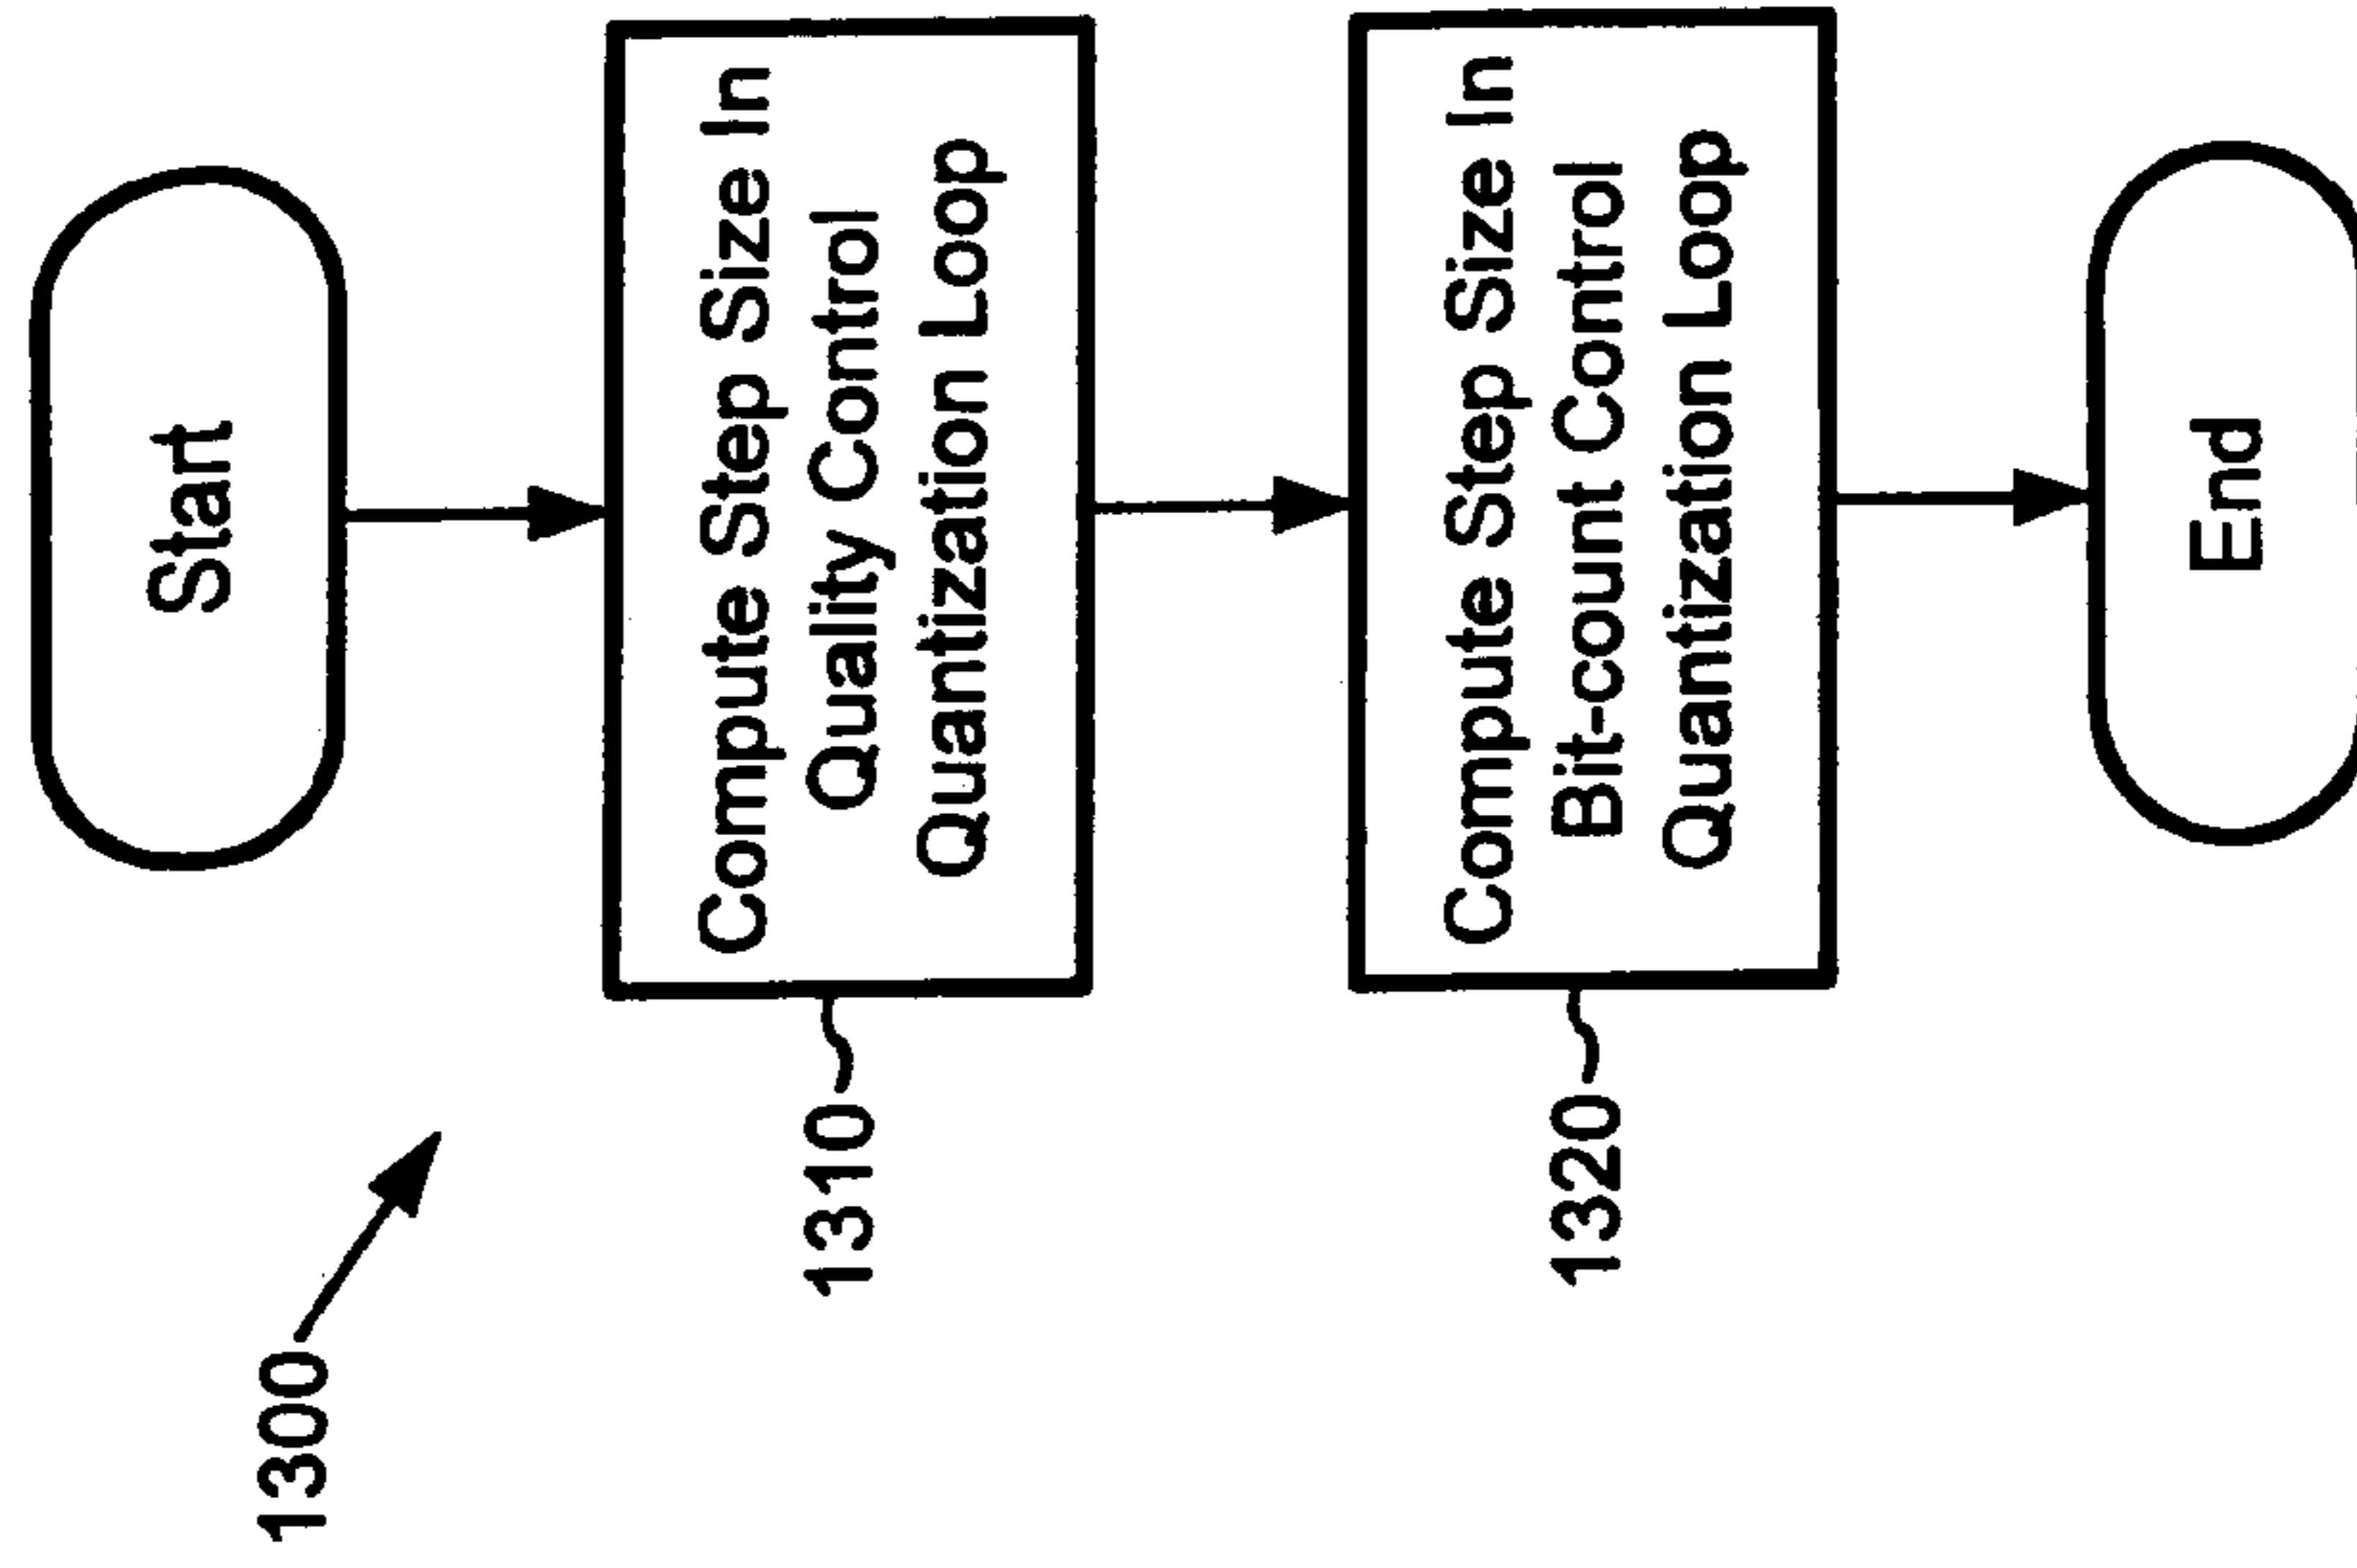 1300
Start
1310
Compute Step Size In
Quality Control
Quantization Loop
1320
Compute Step Size In
Bit-count Control
Quantization Loop
End